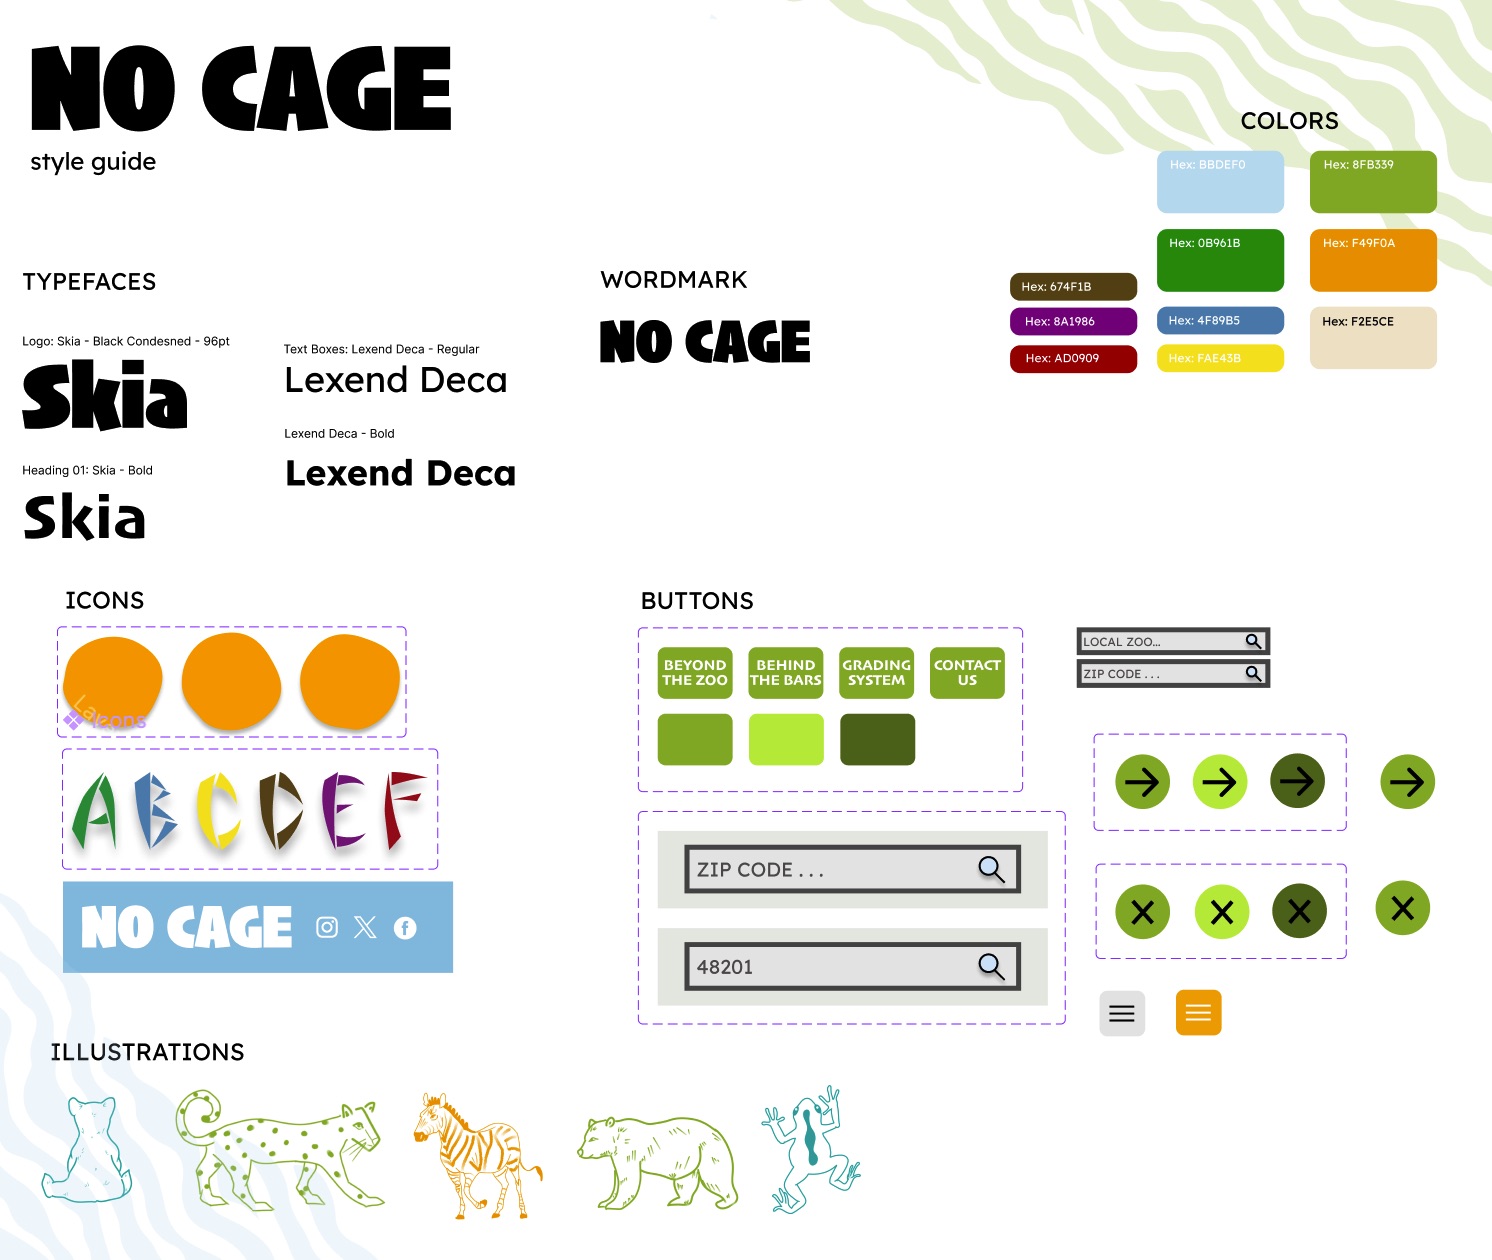 NO CAGE
style guide
COLORS
Hex: BBDEF0
Hex: 8FB339
Hex: 0B961B
Hex: F49F0A
Hex: 674F1B
Hex: 8A1986
Hex: 4F89B5
Hex: F2E5CE
Hex: AD0909
Hex: FAE43B
TYPEFACES
Logo: Skia - Black Condesned - 96pt
Skia
Heading 01: Skia - Bold
Skia
Text Boxes: Lexend Deca - Regular
Lexend Deca
Lexend Deca - Bold
Lexend Deca
WORDMARK
NO CAGE
ICONS
Icons
A B C D E F
NO CAGE
BUTTONS
BEYOND
THE ZOO
BEHIND
THE BARS
GRADING
SYSTEM
CONTACT
US
LOCAL ZOO...
ZIP CODE . . .
ZIP CODE . . .
48201
ILLUSTRATIONS